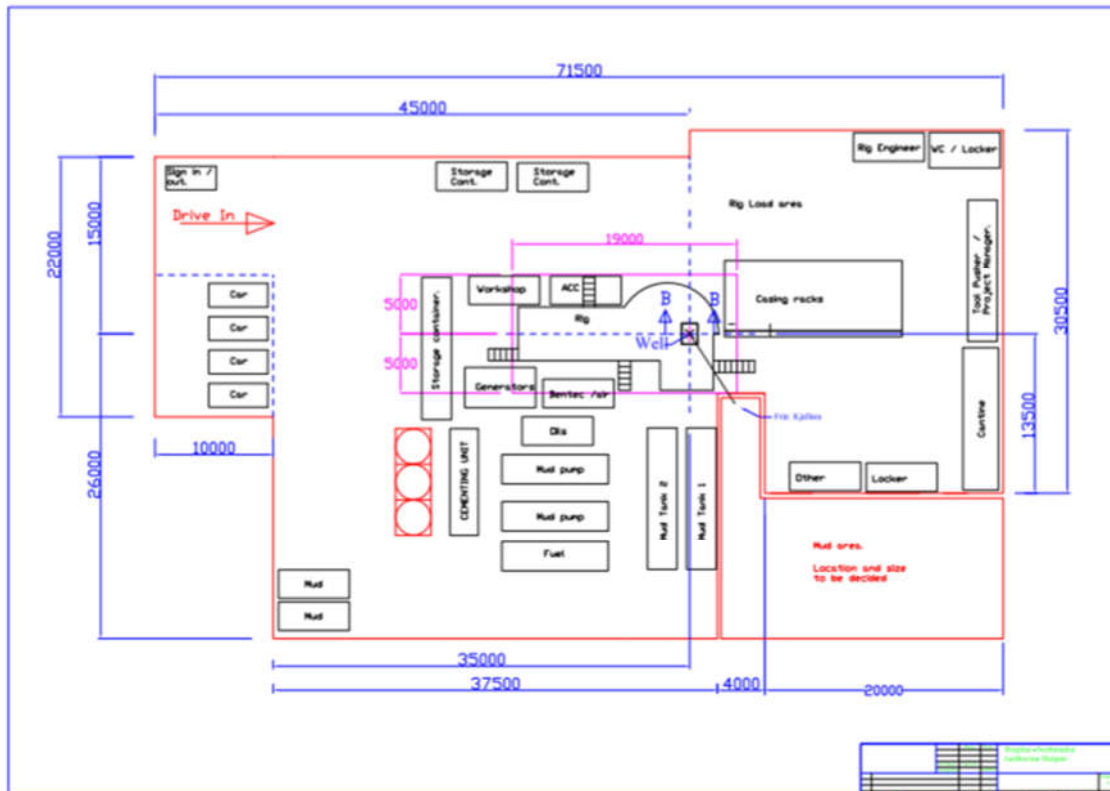 71500
45000
Sign in /
out.
Storage
Cont.
Storage
Cont.
Rig Engineer
WC / Locker
Drive In
Rig Load area
15000
22000
19000
Tool Pusher /
Project Manager.
30500
Workshop
ACC
5000
B
B
Casing racks
Car
Rig
Storage container.
Well
Car
5000
Car
Generators
Bentec /air
Car
Cantine
13500
10000
26000
CEMENTING UNIT
Mud pump
Mud Tank 2
Mud Tank 1
Other
Locker
Mud pump
Fuel
Mud area.
Location and size
to be decided
Mud
Mud
35000
37500
4000
20000